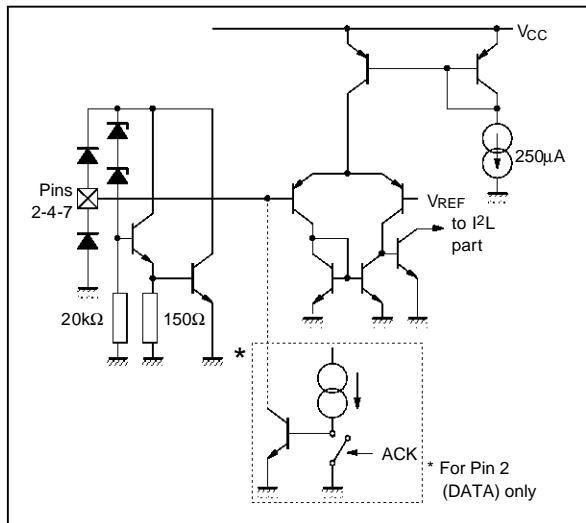 VCC
250μA
Pins
2-4-7
VREF
to I²L
part
20kΩ
150Ω
*
ACK
* For Pin 2
(DATA) only